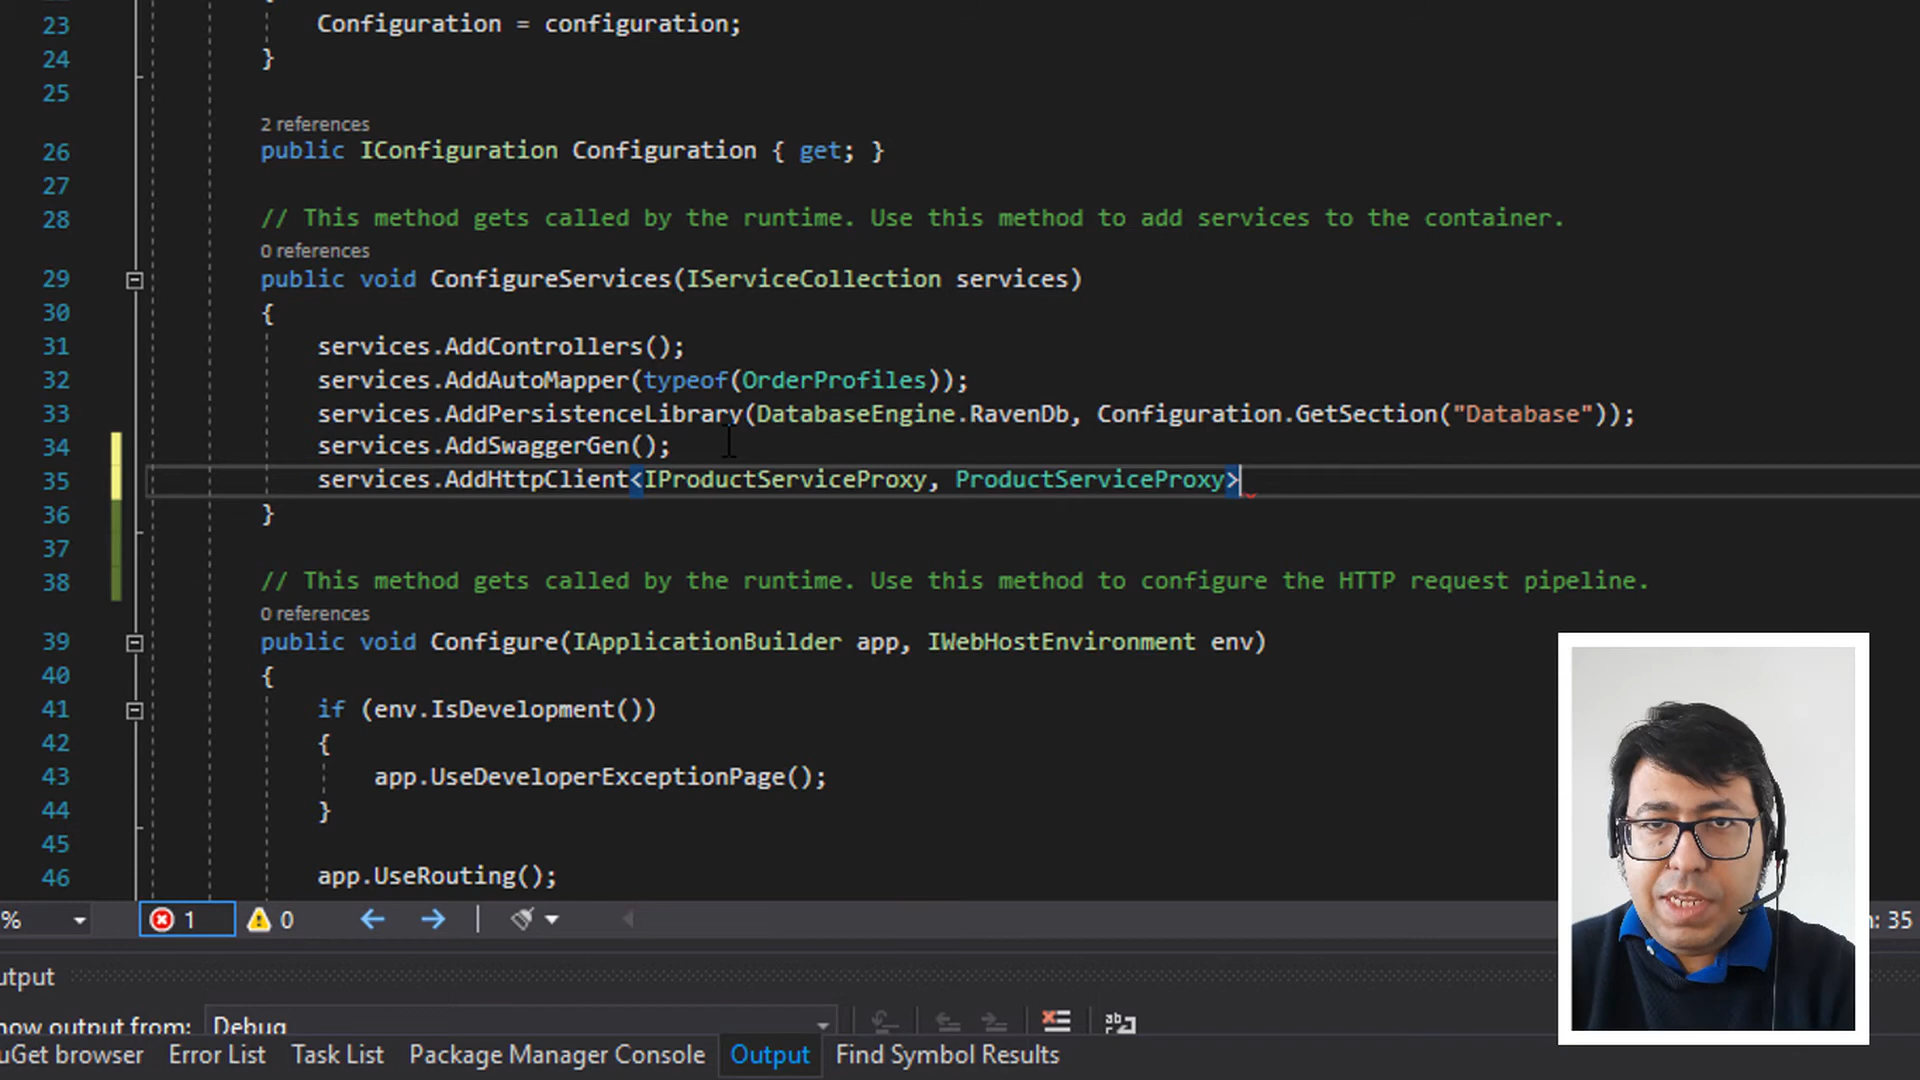 23 Configuration = configuration;
24 }
25
2 references
26 public IConfiguration Configuration { get; }
27
28 // This method gets called by the runtime. Use this method to add services to the container.
0 references
29 public void ConfigureServices(IServiceCollection services)
30 {
31 services.AddControllers();
32 services.AddAutoMapper(typeof(OrderProfiles));
33 services.AddPersistenceLibrary(DatabaseEngine.RavenDb, Configuration.GetSection("Database"));
34 services.AddSwaggerGen();
35 services.AddHttpClient<IProductServiceProxy, ProductServiceProxy>
36 }
37
38 // This method gets called by the runtime. Use this method to configure the HTTP request pipeline.
0 references
39 public void Configure(IApplicationBuilder app, IWebHostEnvironment env)
40 {
41 if (env.IsDevelopment())
42 {
43 app.UseDeveloperExceptionPage();
44 }
45
46 app.UseRouting();
% 1 0 : 35
utput
how output from: Debug
uGet browser Error List Task List Package Manager Console Output Find Symbol Results